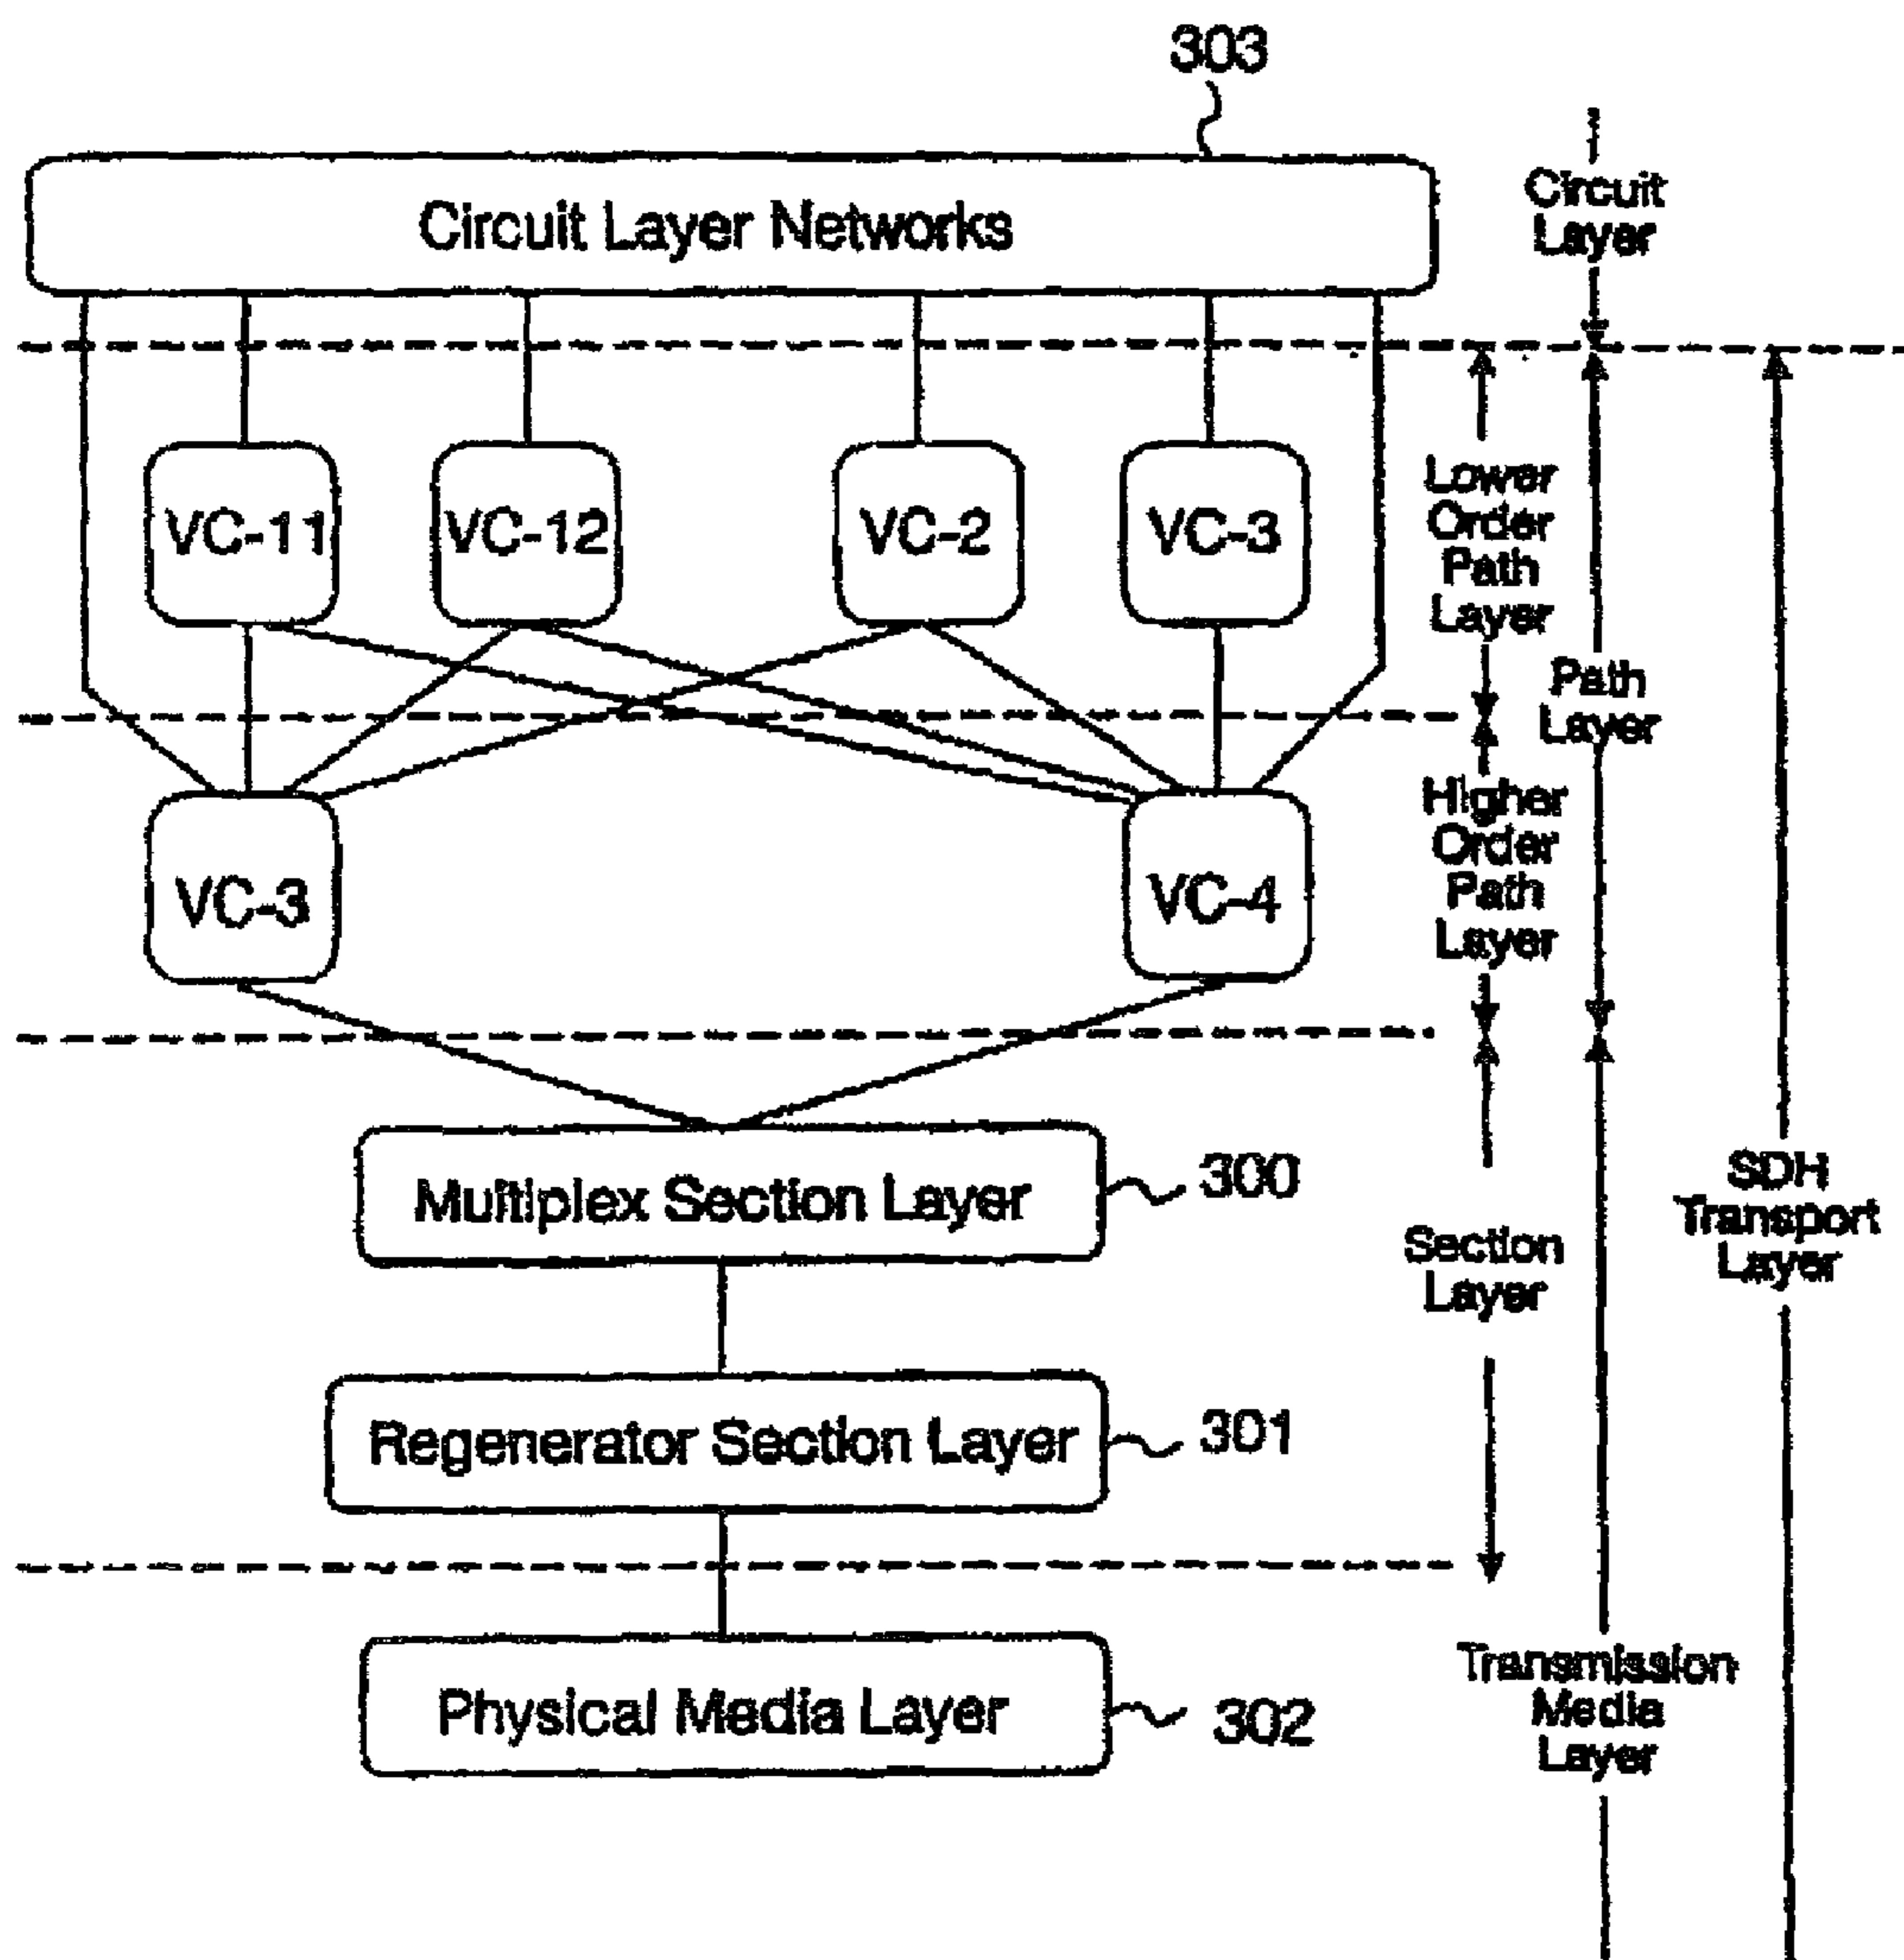 303
Circuit Layer Networks
Circuit
Layer
VC-11
VC-12
VC-2
VC-3
Lower
Order
Path
Layer
Path
Layer
VC-3
VC-4
Higher
Order
Path
Layer
Multiplex Section Layer
300
Section
Layer
SDH
Transport
Layer
Regenerator Section Layer
301
Physical Media Layer
302
Transmission
Media
Layer